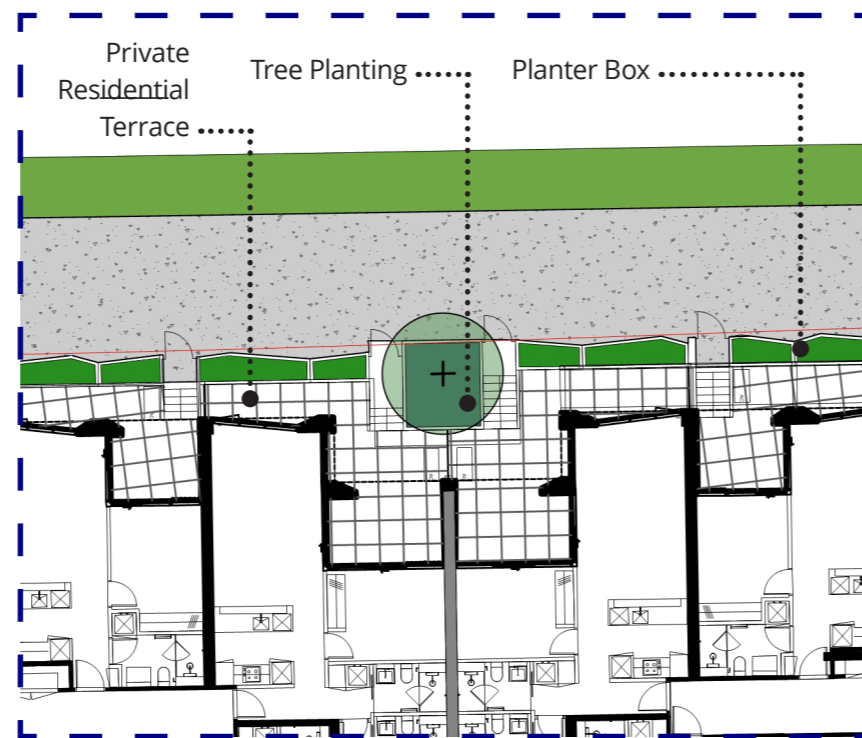 Private
Residential
Terrace
Tree Planting
Planter Box